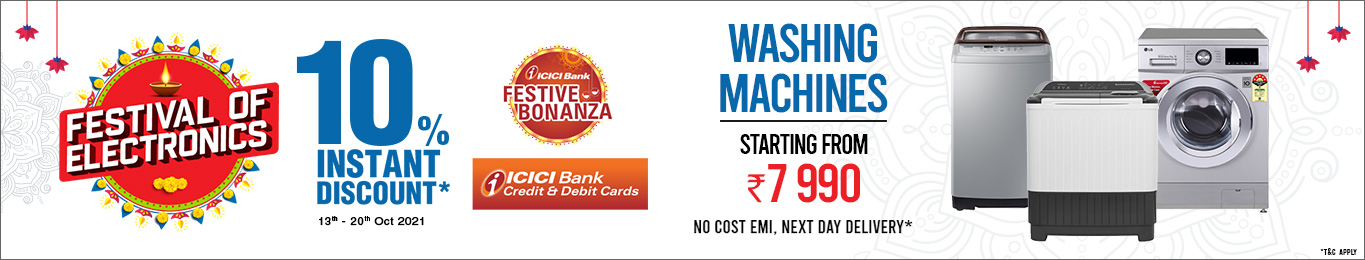 FESTIVAL OF
ELECTRONICS
10%
INSTANT
DISCOUNT*
13th - 20th Oct 2021
ICICI Bank
FESTIVE
BONANZA
ICICI Bank
Credit & Debit Cards
WASHING
MACHINES
STARTING FROM
₹7 990
NO COST EMI, NEXT DAY DELIVERY*
LG
*T&C APPLY